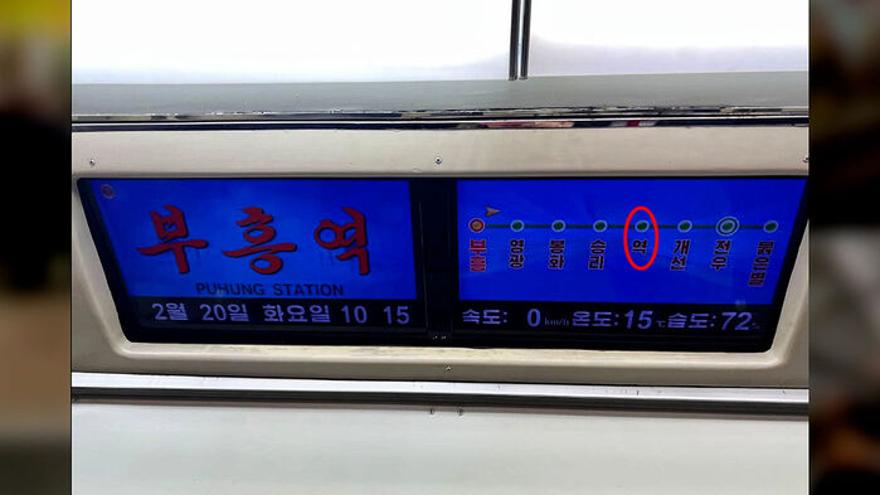 부흥역
PUHUNG STATION
2월 20일 화요일 10 15
부흥
영광
봉화
승리
역
개선
전우
붉은별
속도: 0km/h 온도:15℃ 습도:72%